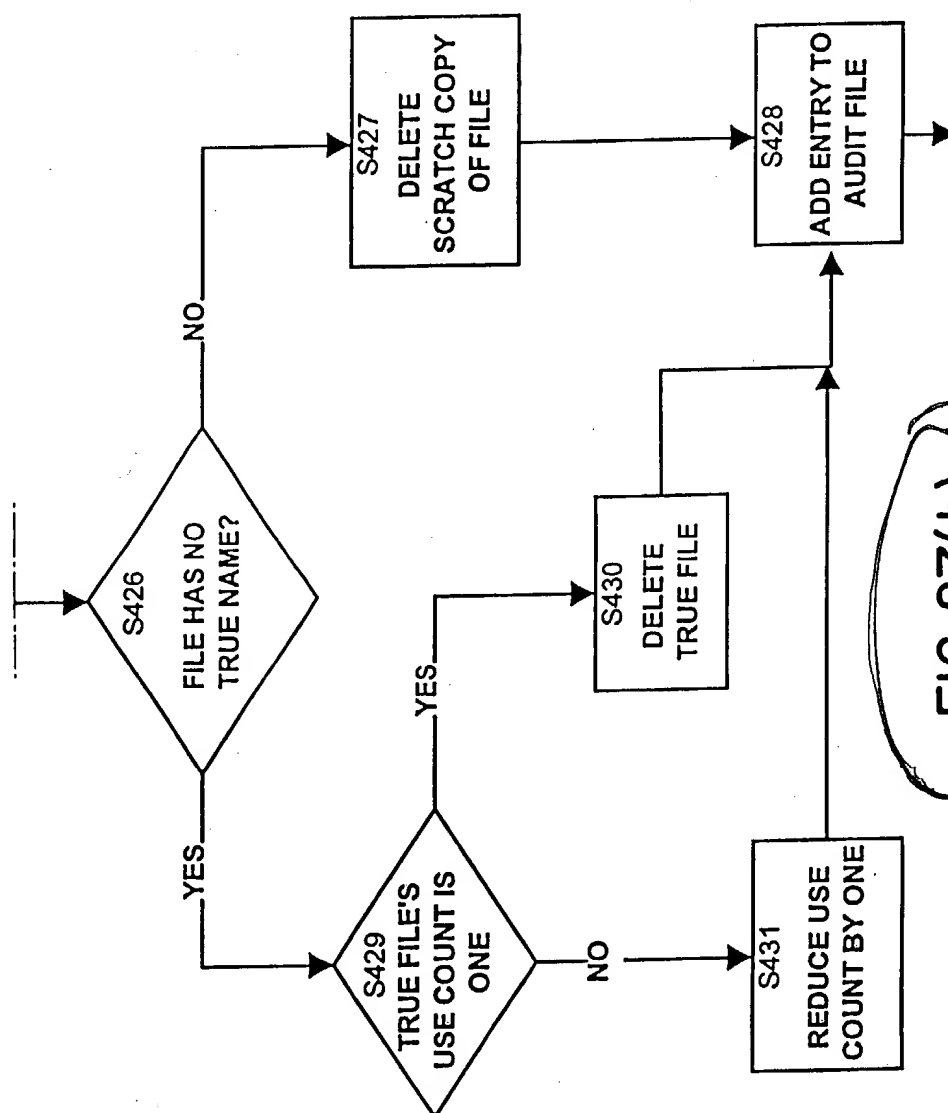 S426
FILE HAS NO
TRUE NAME?
NO
YES
S427
DELETE
SCRATCH COPY
OF FILE
S429
TRUE FILE'S
USE COUNT IS
ONE
YES
NO
S430
DELETE
TRUE FILE
S428
ADD ENTRY TO
AUDIT FILE
S431
REDUCE USE
COUNT BY ONE